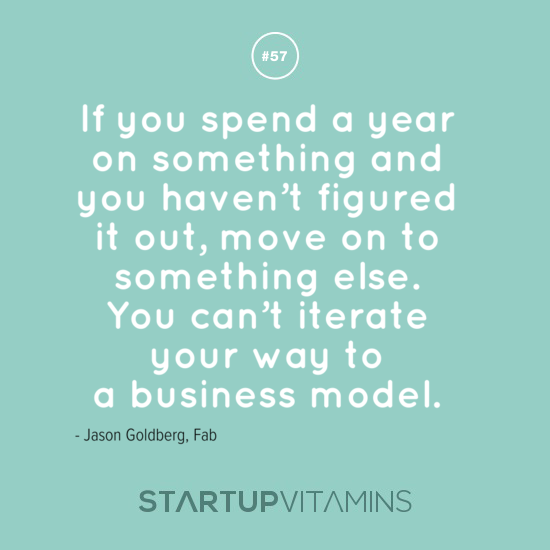 #57
If you spend a year
on something and
you haven't figured
it out, move on to
something else.
You can't iterate
your way to
a business model.
- Jason Goldberg, Fab
STARTUPVITAMINS